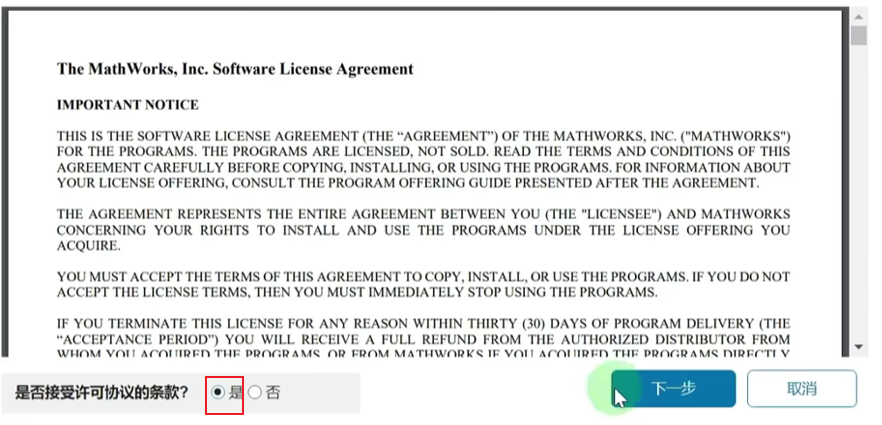 The MathWorks, Inc. Software License Agreement
IMPORTANT NOTICE
THIS IS THE SOFTWARE LICENSE AGREEMENT (THE “AGREEMENT”) OF THE MATHWORKS, INC. ("MATHWORKS")
FOR THE PROGRAMS. THE PROGRAMS ARE LICENSED, NOT SOLD. READ THE TERMS AND CONDITIONS OF THIS
AGREEMENT CAREFULLY BEFORE COPYING, INSTALLING, OR USING THE PROGRAMS. FOR INFORMATION ABOUT
YOUR LICENSE OFFERING, CONSULT THE PROGRAM OFFERING GUIDE PRESENTED AFTER THE AGREEMENT.
THE AGREEMENT REPRESENTS THE ENTIRE AGREEMENT BETWEEN YOU (THE "LICENSEE") AND MATHWORKS
CONCERNING YOUR RIGHTS TO INSTALL AND USE THE PROGRAMS UNDER THE LICENSE OFFERING YOU
ACQUIRE.
YOU MUST ACCEPT THE TERMS OF THIS AGREEMENT TO COPY, INSTALL, OR USE THE PROGRAMS. IF YOU DO NOT
ACCEPT THE LICENSE TERMS, THEN YOU MUST IMMEDIATELY STOP USING THE PROGRAMS.
IF YOU TERMINATE THIS LICENSE FOR ANY REASON WITHIN THIRTY (30) DAYS OF PROGRAM DELIVERY (THE
“ACCEPTANCE PERIOD”) YOU WILL RECEIVE A FULL REFUND FROM THE AUTHORIZED DISTRIBUTOR FROM
WHOM YOU ACQUIRED THE PROGRAMS, OR FROM MATHWORKS IF YOU ACQUIRED THE PROGRAMS DIRECTLY
是否接受许可协议的条款? 是 否 下一步 取消